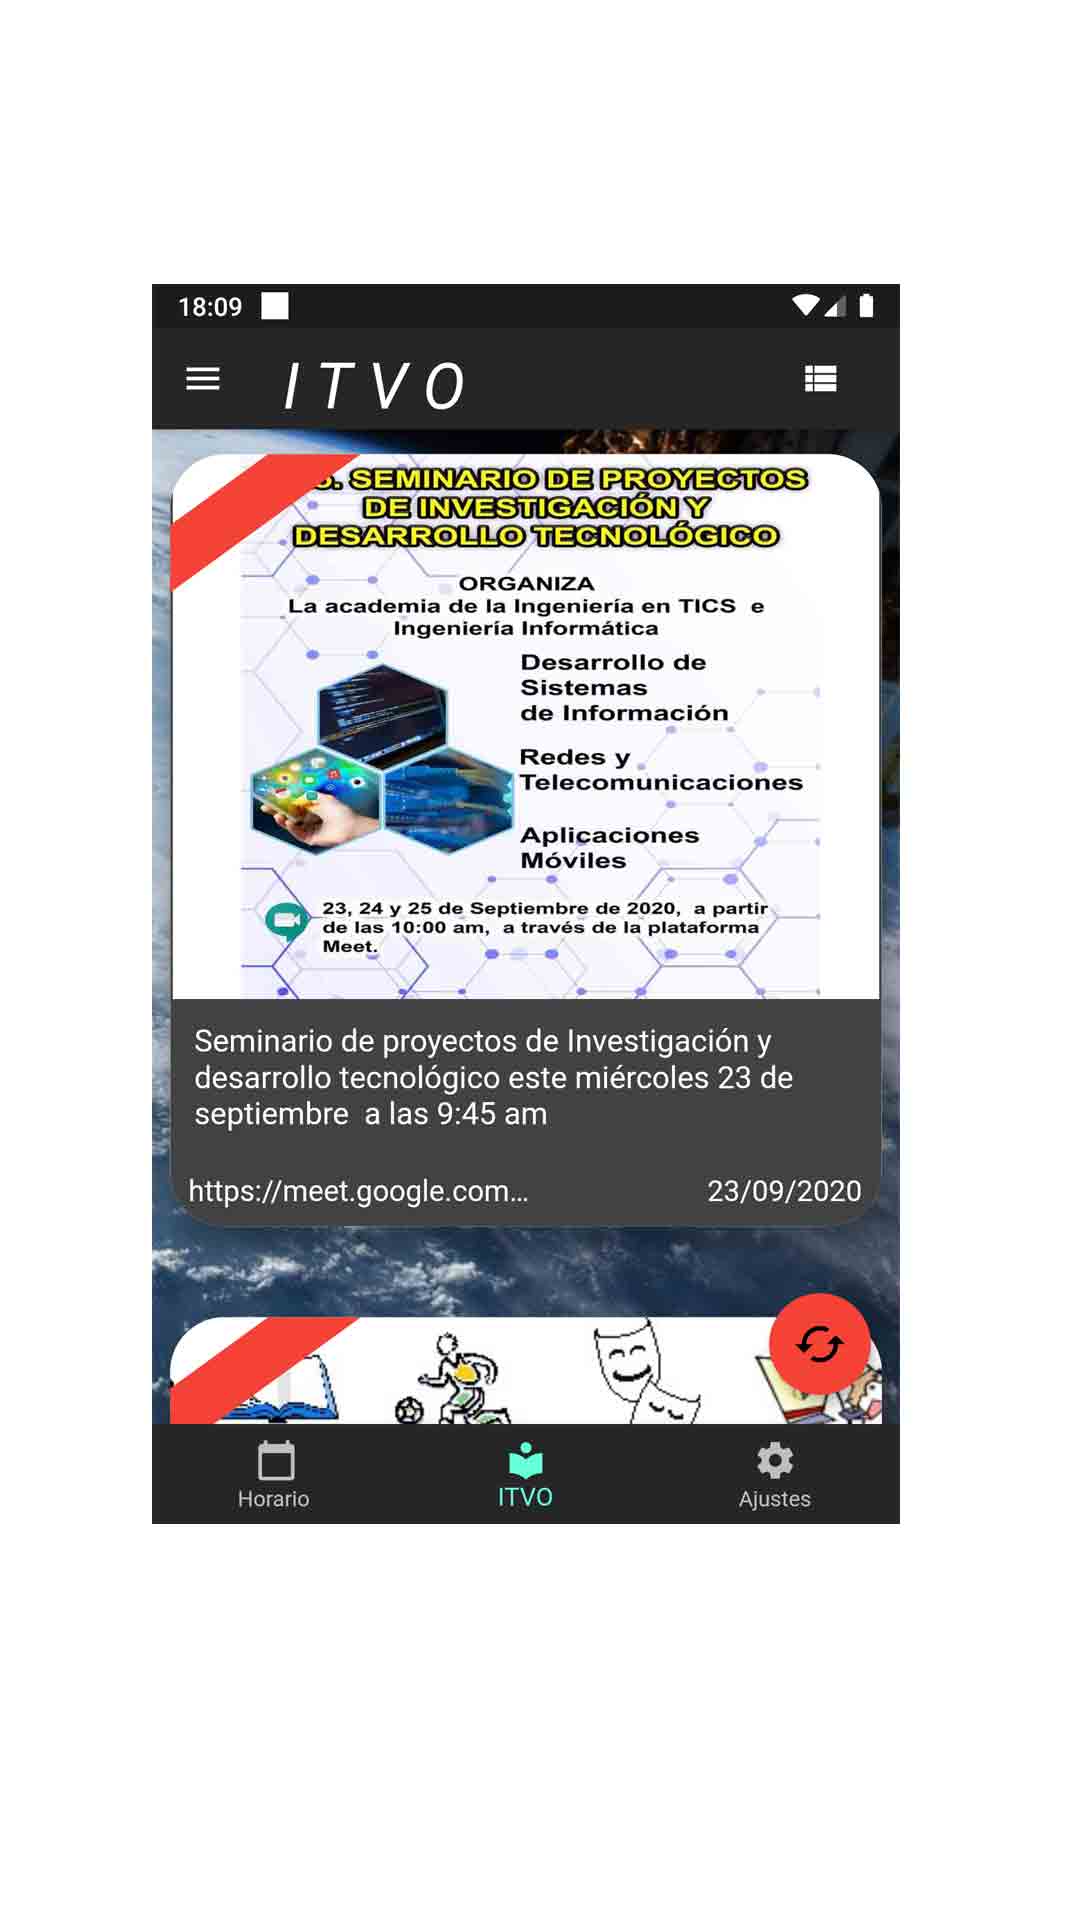 18:09
ITVO
S. SEMINARIO DE PROYECTOS
DE INVESTIGACIÓN Y
DESARROLLO TECNOLÓGICO
ORGANIZA
La academia de la Ingeniería en TICS e
Ingeniería Informática
Desarrollo de
Sistemas
de Información
Redes y
Telecomunicaciones
Aplicaciones
Móviles
23, 24 y 25 de Septiembre de 2020, a partir
de las 10:00 am, a través de la plataforma
Meet.
Seminario de proyectos de Investigación y
desarrollo tecnológico este miércoles 23 de
septiembre a las 9:45 am
https://meet.google.com...
23/09/2020
Horario
ITVO
Ajustes